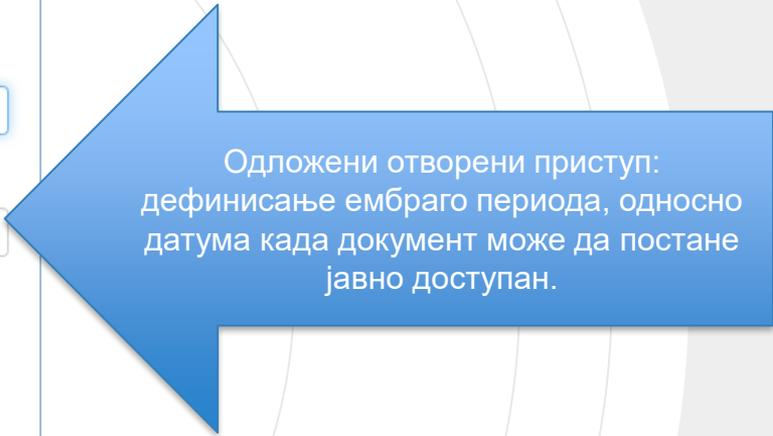 Одложени отворени приступ:
дефинисање ембраго периода, односно
датума када документ може да постане
јавно доступан.